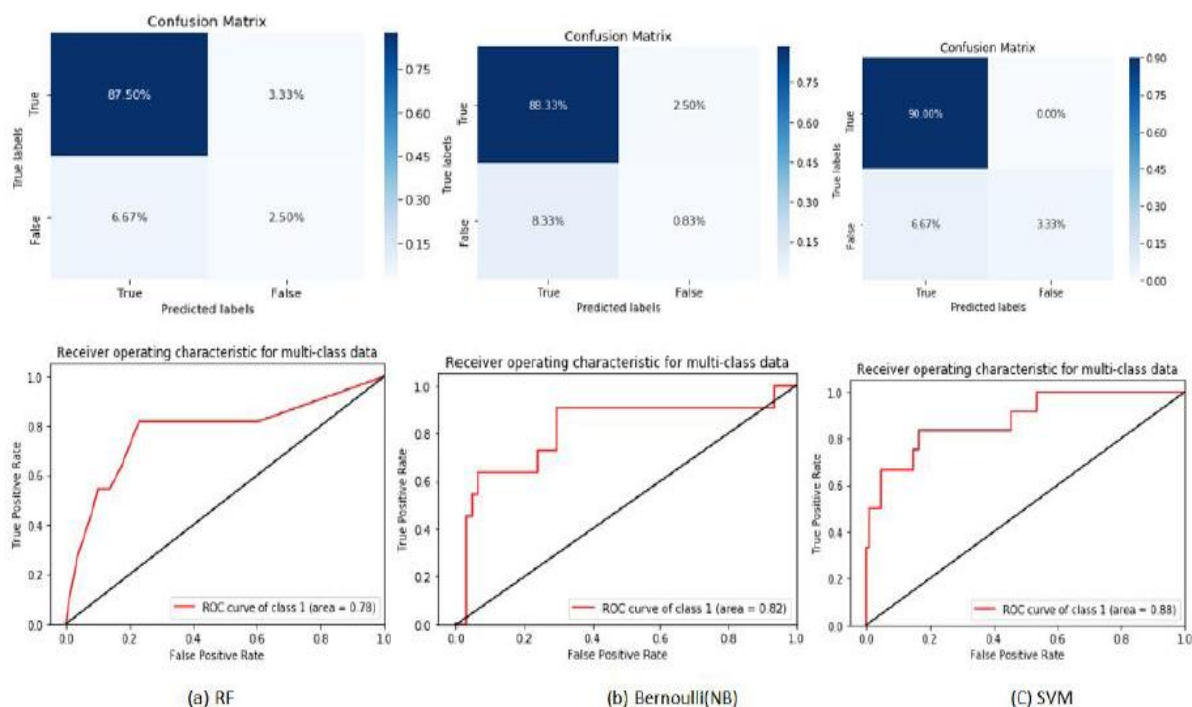 Confusion Matrix
True labels
True
False
87.50%
3.33%
6.67%
2.50%
True
False
Predicted labels
0.75
0.60
0.45
0.30
0.15
Confusion Matrix
True labels
True
False
88.33%
2.50%
8.33%
0.83%
True
False
Predicted labels
0.75
0.60
0.45
0.30
0.15
Confusion Matrix
True labels
True
False
90.00%
0.00%
6.67%
3.33%
True
False
Predicted labels
0.90
0.75
0.60
0.45
0.30
0.15
0.00
Receiver operating characteristic for multi-class data
True Positive Rate
1.0
0.8
0.6
0.4
0.2
0.0
ROC curve of class 1 (area = 0.78)
0.0
0.2
0.4
0.6
0.8
1.0
False Positive Rate
Receiver operating characteristic for multi-class data
True Positive Rate
1.0
0.8
0.6
0.4
0.2
0.0
ROC curve of class 1 (area = 0.82)
0.0
0.2
0.4
0.6
0.8
1.0
False Positive Rate
Receiver operating characteristic for multi-class data
True Positive Rate
1.0
0.8
0.6
0.4
0.2
0.0
ROC curve of class 1 (area = 0.88)
0.0
0.2
0.4
0.6
0.8
1.0
False Positive Rate
(a) RF
(b) Bernoulli(NB)
(C) SVM